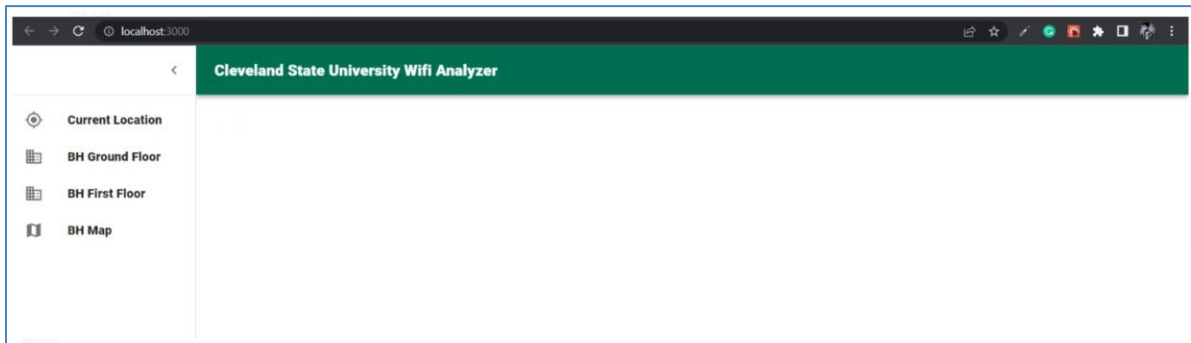 localhost:3000
Cleveland State University Wifi Analyzer
Current Location
BH Ground Floor
BH First Floor
BH Map